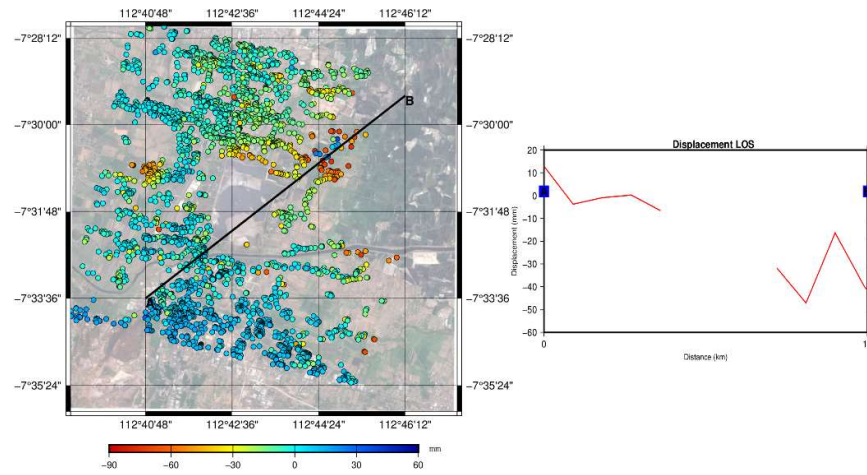 112°40'48" 112°42'36" 112°44'24" 112°46'12"
-7°28'12" -7°28'12"
-7°30'00" -7°30'00"
-7°31'48" -7°31'48"
-7°33'36" -7°33'36"
-7°35'24" -7°35'24"
B
A
112°40'48" 112°42'36" 112°44'24" 112°46'12"
mm
-90 -60 -30 0 30 60
Displacement LOS
Displacement (mm)
20
10
0
-10
-20
-30
-40
-50
-60
0 1
Distance (km)